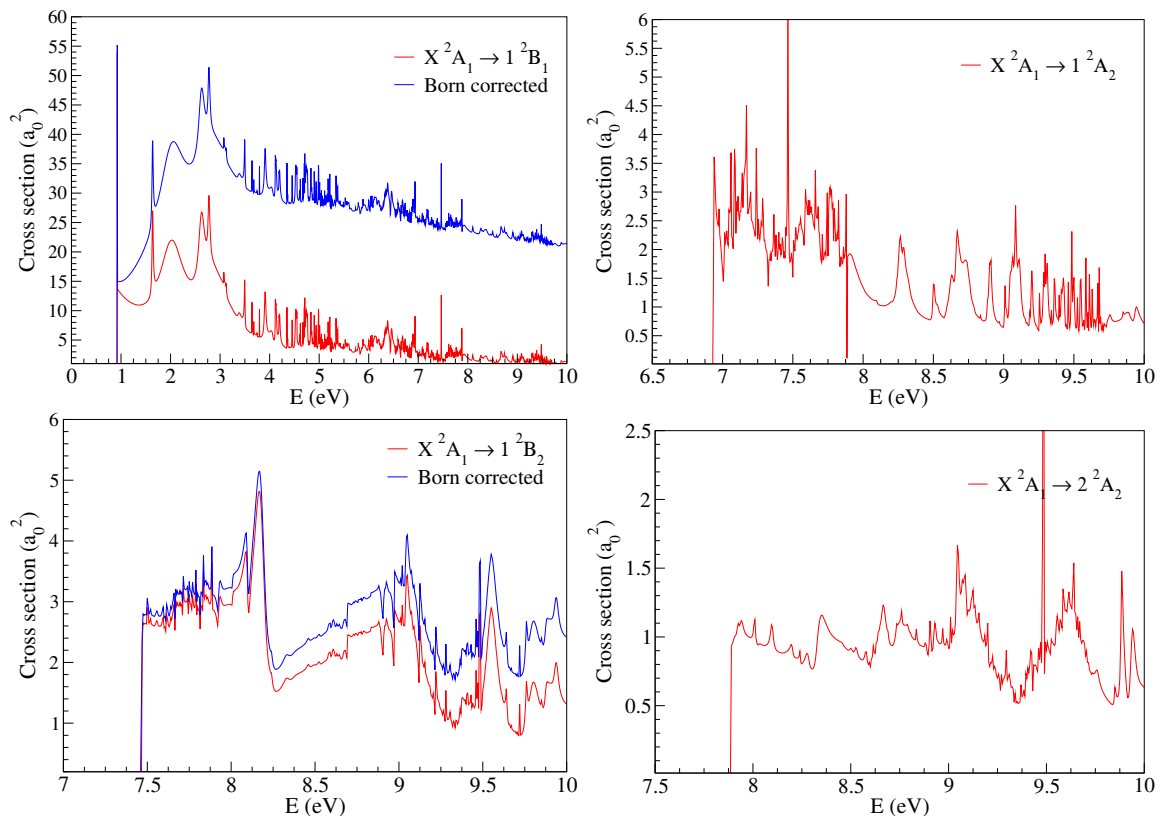 60
55
50
45
40
35
30
25
20
15
10
5
0 1 2 3 4 5 6 7 8 9 10
E (eV)
Cross section (a₀²)
X ²A₁ → 1 ²B₁
Born corrected
6
5.5
5
4.5
4
3.5
3
2.5
2
1.5
1
0.5
6.5 7 7.5 8 8.5 9 9.5 10
E (eV)
Cross section (a₀²)
X ²A₁ → 1 ²A₂
6
5
4
3
2
1
7 7.5 8 8.5 9 9.5 10
E (eV)
Cross section (a₀²)
X ²A₁ → 1 ²B₂
Born corrected
2.5
2
1.5
1
0.5
7.5 8 8.5 9 9.5 10
E (eV)
Cross section (a₀²)
X ²A₁ → 2 ²A₂